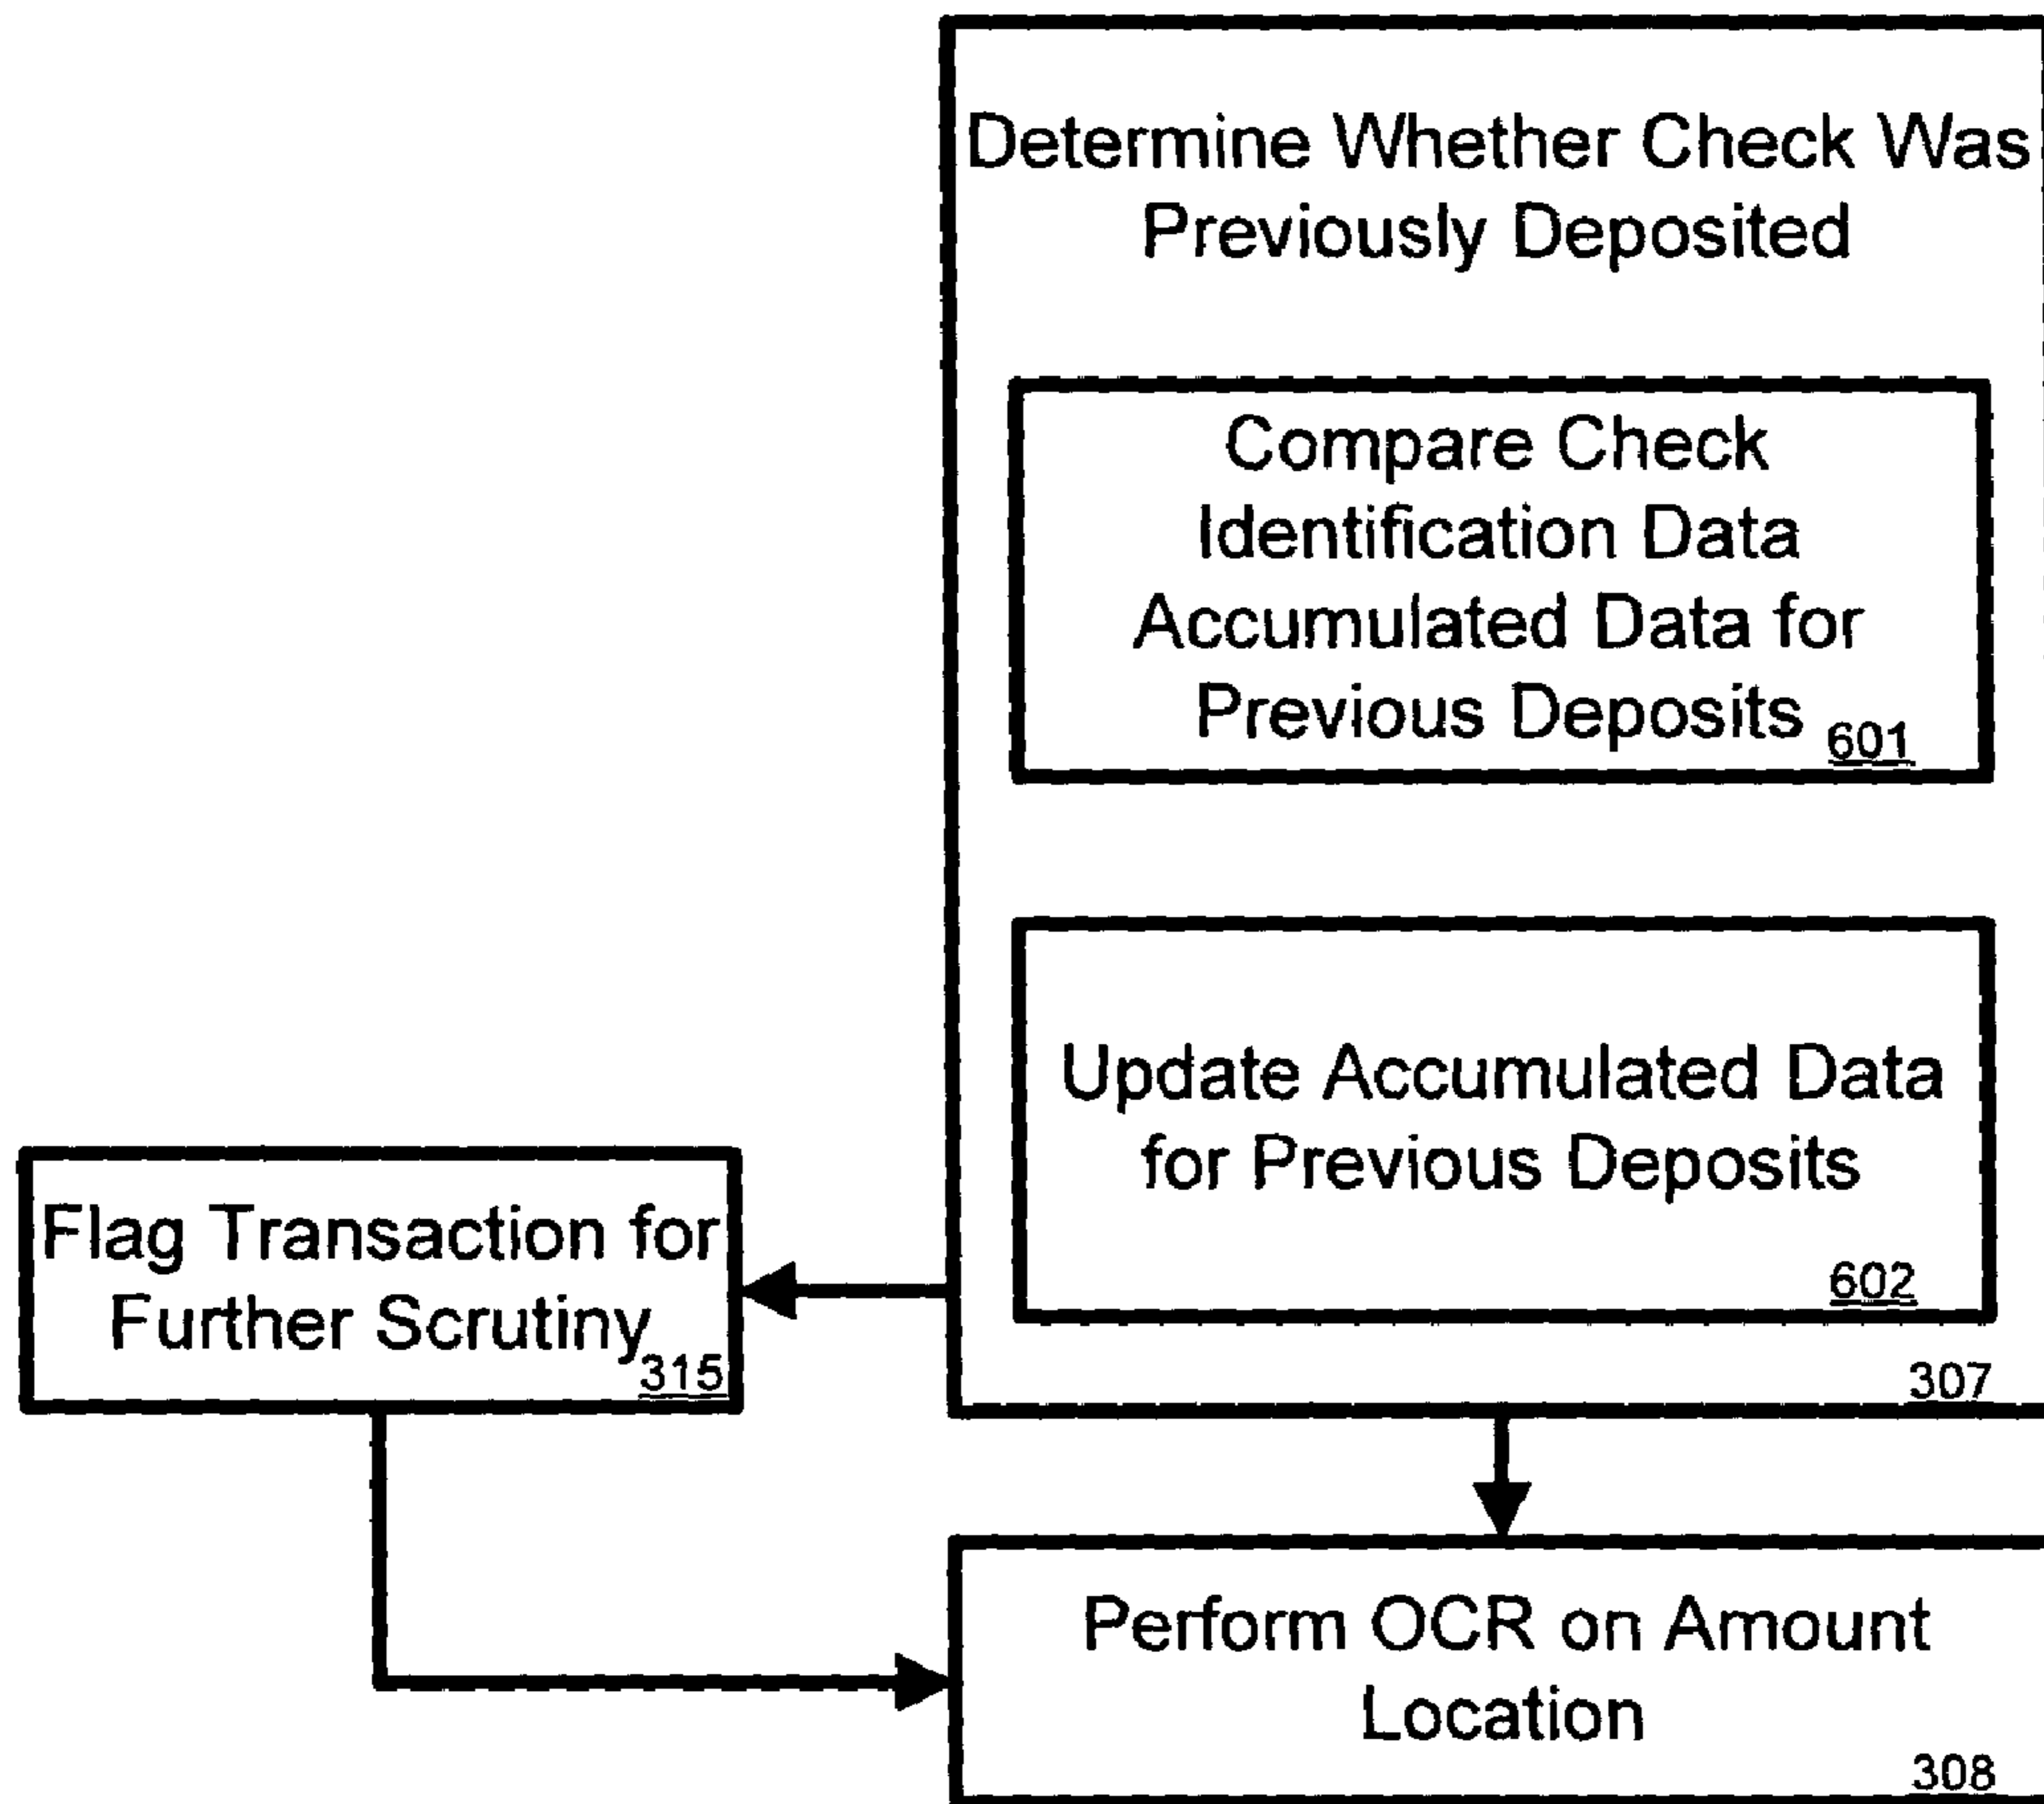 Determine Whether Check Was
Previously Deposited
Compare Check
Identification Data
Accumulated Data for
Previous Deposits
601
Update Accumulated Data
for Previous Deposits
602
307
Flag Transaction for
Further Scrutiny
315
Perform OCR on Amount
Location
308